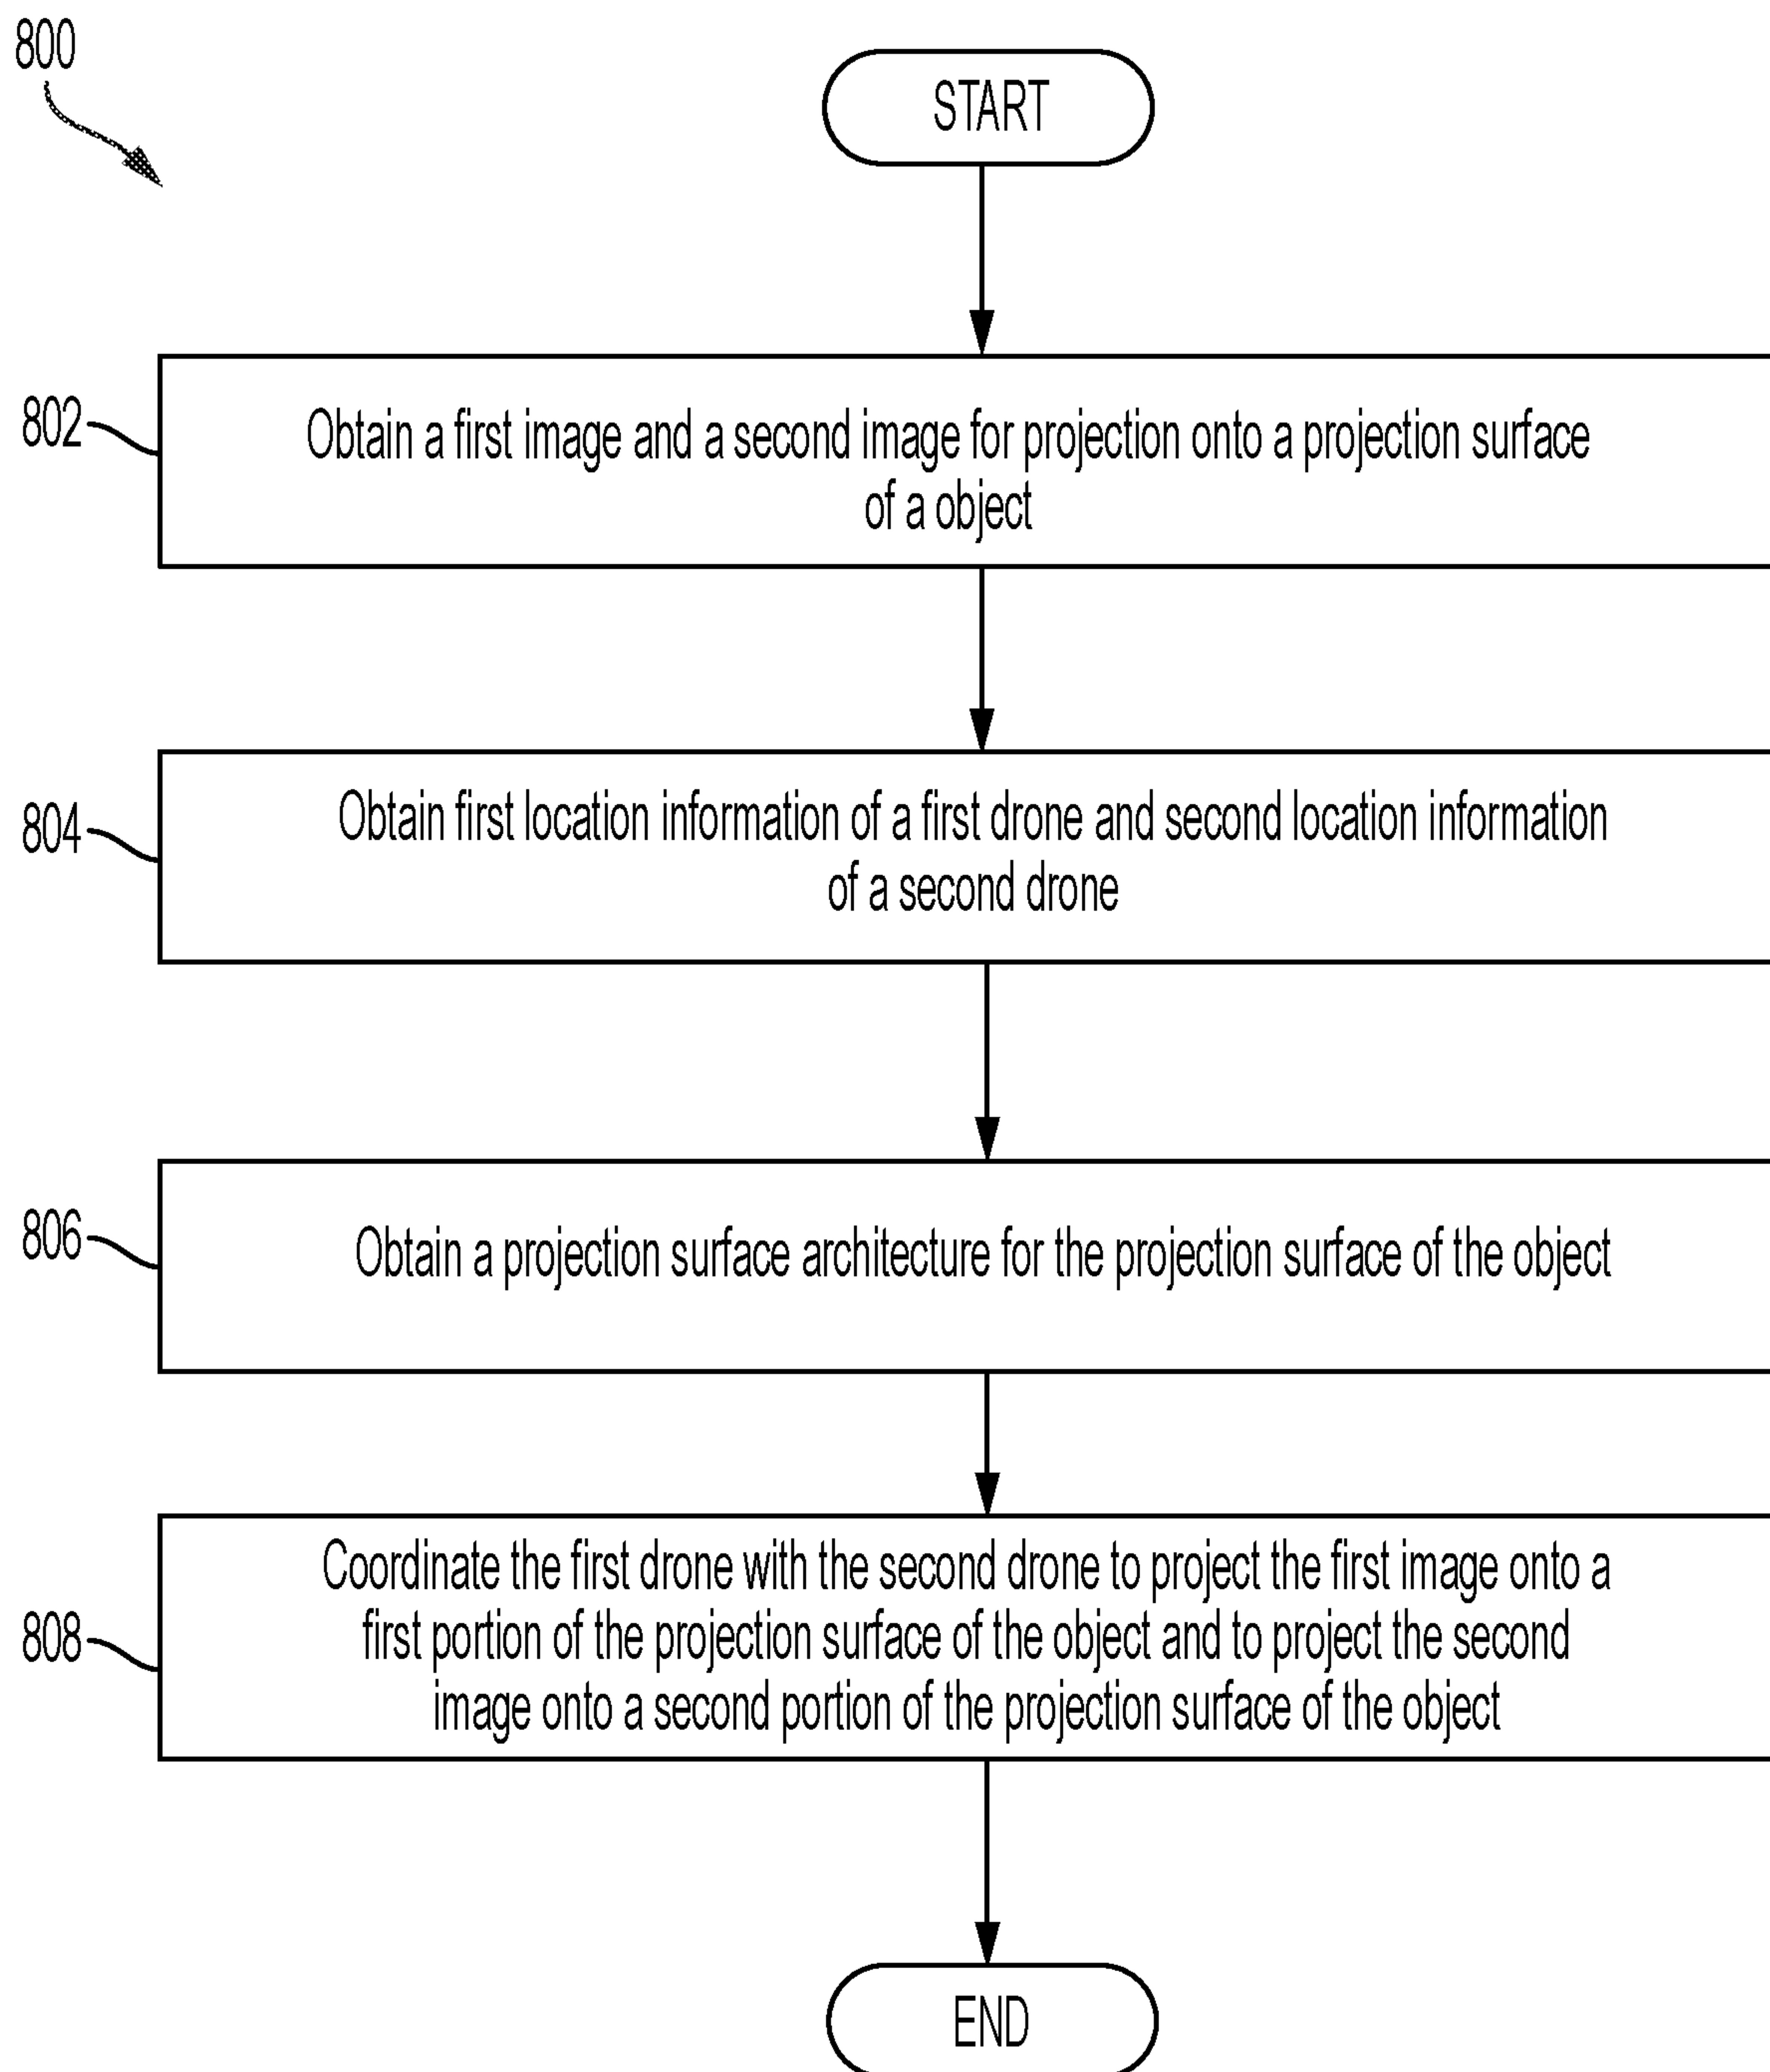 800
START
802
Obtain a first image and a second image for projection onto a projection surface
of a object
804
Obtain first location information of a first drone and second location information
of a second drone
806
Obtain a projection surface architecture for the projection surface of the object
808
Coordinate the first drone with the second drone to project the first image onto a
first portion of the projection surface of the object and to project the second
image onto a second portion of the projection surface of the object
END